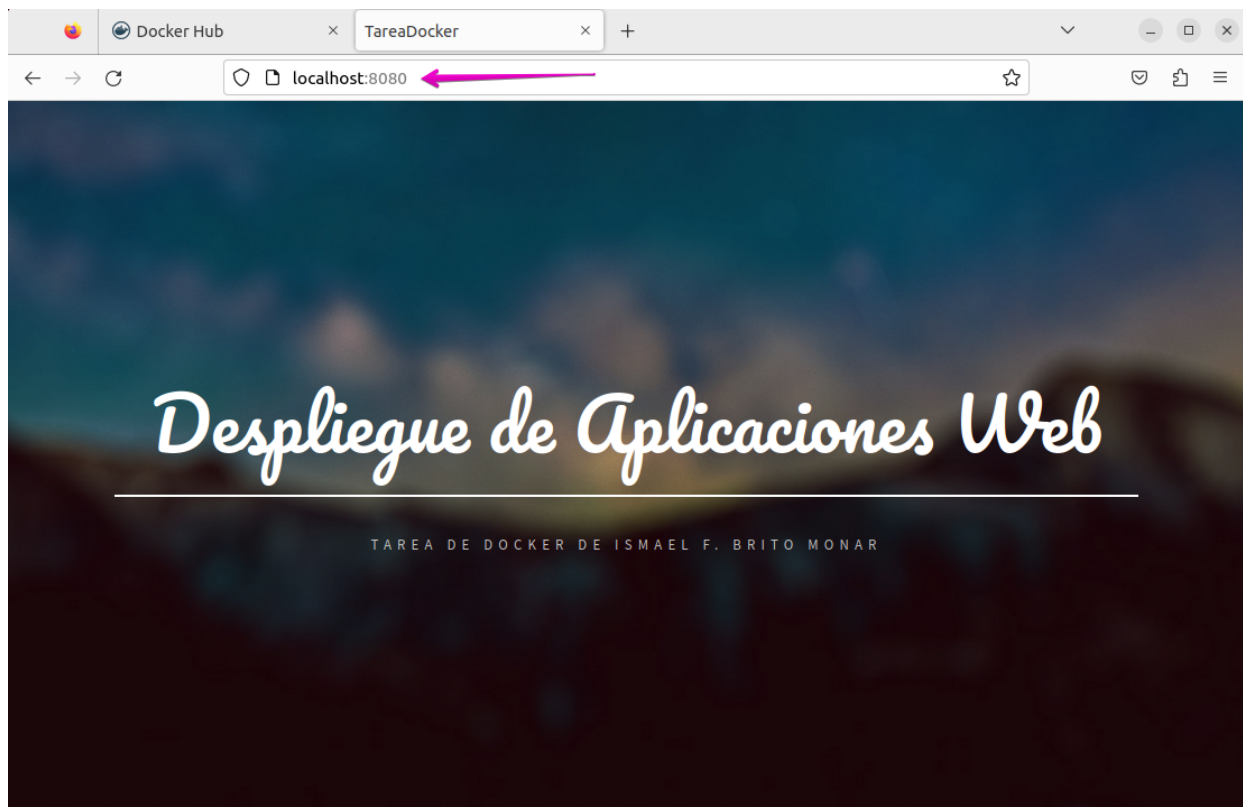 Docker Hub
TareaDocker
localhost:8080
Despliegue de Aplicaciones Web
TAREA DE DOCKER DE ISMAEL F. BRITO MONAR